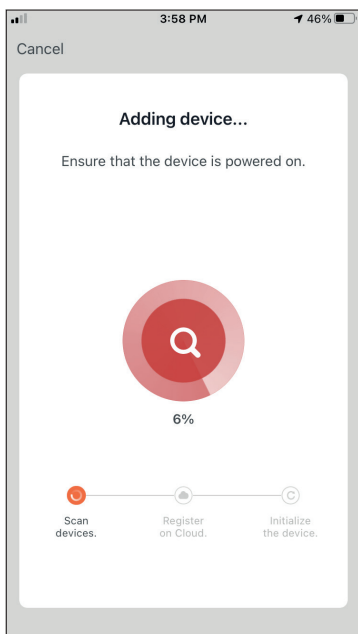 3:58 PM
46%
Cancel
Adding device...
Ensure that the device is powered on.
6%
Scan
devices.
Register
on Cloud.
Initialize
the device.